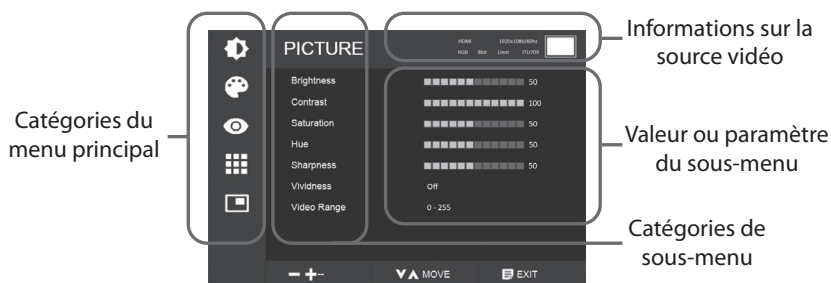 Informations sur la
source vidéo
PICTURE
HDMI 1920x1080/60Hz
RGB 8bit Limit ITU709
Brightness 50
Contrast 100
Saturation 50
Hue 50
Sharpness 50
Vividness Off
Video Range 0 - 255
Catégories du
menu principal
Valeur ou paramètre
du sous-menu
Catégories de
sous-menu
MOVE EXIT